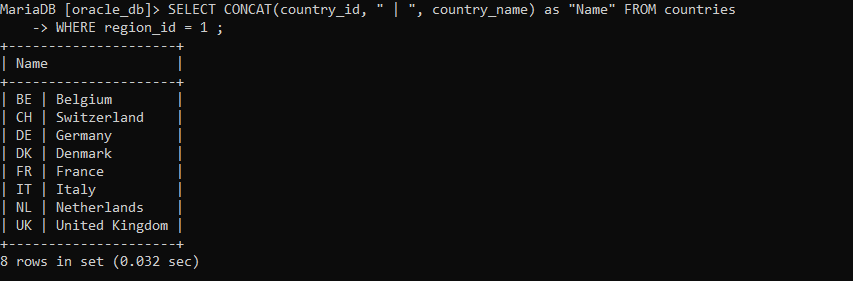 MariaDB [oracle_db]> SELECT CONCAT(country_id, " | ", country_name) as "Name" FROM countries
    -> WHERE region_id = 1 ;
+---------------------+
| Name                |
+---------------------+
| BE | Belgium        |
| CH | Switzerland    |
| DE | Germany        |
| DK | Denmark        |
| FR | France         |
| IT | Italy          |
| NL | Netherlands    |
| UK | United Kingdom |
+---------------------+
8 rows in set (0.032 sec)